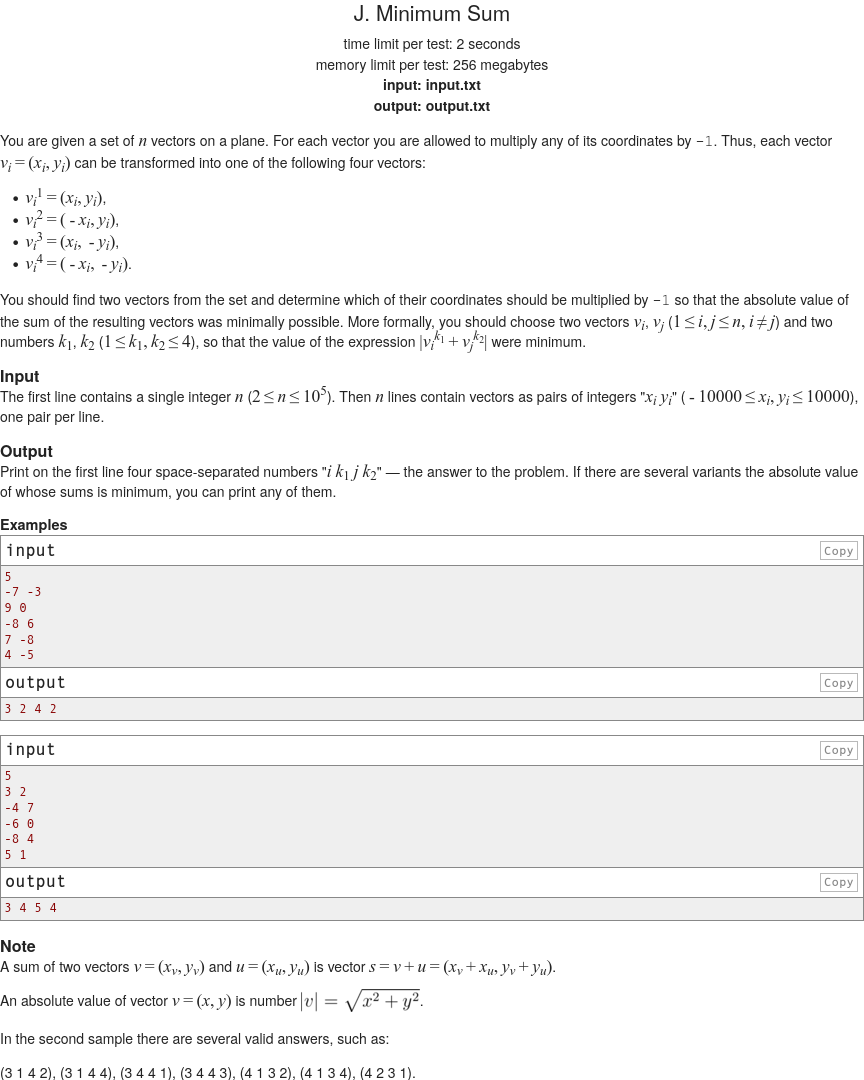 J. Minimum Sum
time limit per test: 2 seconds
memory limit per test: 256 megabytes
input: input.txt
output: output.txt
You are given a set of n vectors on a plane. For each vector you are allowed to multiply any of its coordinates by -1. Thus, each vector
v_i = (x_i, y_i) can be transformed into one of the following four vectors:
• v_i^1 = (x_i, y_i),
• v_i^2 = ( - x_i, y_i),
• v_i^3 = (x_i, - y_i),
• v_i^4 = ( - x_i, - y_i).
You should find two vectors from the set and determine which of their coordinates should be multiplied by -1 so that the absolute value of
the sum of the resulting vectors was minimally possible. More formally, you should choose two vectors v_i, v_j (1 ≤ i, j ≤ n, i ≠ j) and two
numbers k_1, k_2 (1 ≤ k_1, k_2 ≤ 4), so that the value of the expression |v_i^{k_1} + v_j^{k_2}| were minimum.
Input
The first line contains a single integer n (2 ≤ n ≤ 10^5). Then n lines contain vectors as pairs of integers "x_i y_i" ( - 10000 ≤ x_i, y_i ≤ 10000),
one pair per line.
Output
Print on the first line four space-separated numbers "i k_1 j k_2" — the answer to the problem. If there are several variants the absolute value
of whose sums is minimum, you can print any of them.
Examples
input Copy
5
-7 -3
9 0
-8 6
7 -8
4 -5
output Copy
3 2 4 2
input Copy
5
3 2
-4 7
-6 0
-8 4
5 1
output Copy
3 4 5 4
Note
A sum of two vectors v = (x_v, y_v) and u = (x_u, y_u) is vector s = v + u = (x_v + x_u, y_v + y_u).
An absolute value of vector v = (x, y) is number |v| = √(x^2 + y^2).
In the second sample there are several valid answers, such as:
(3 1 4 2), (3 1 4 4), (3 4 4 1), (3 4 4 3), (4 1 3 2), (4 1 3 4), (4 2 3 1).